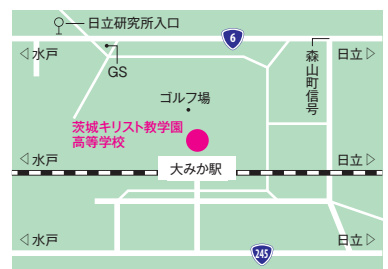 日立研究所入口
6
◁水戸
日立▷
GS
森山町信号
ゴルフ場
茨城キリスト教学園
高等学校
◁水戸
大みか駅
日立▷
◁水戸
日立▷
245